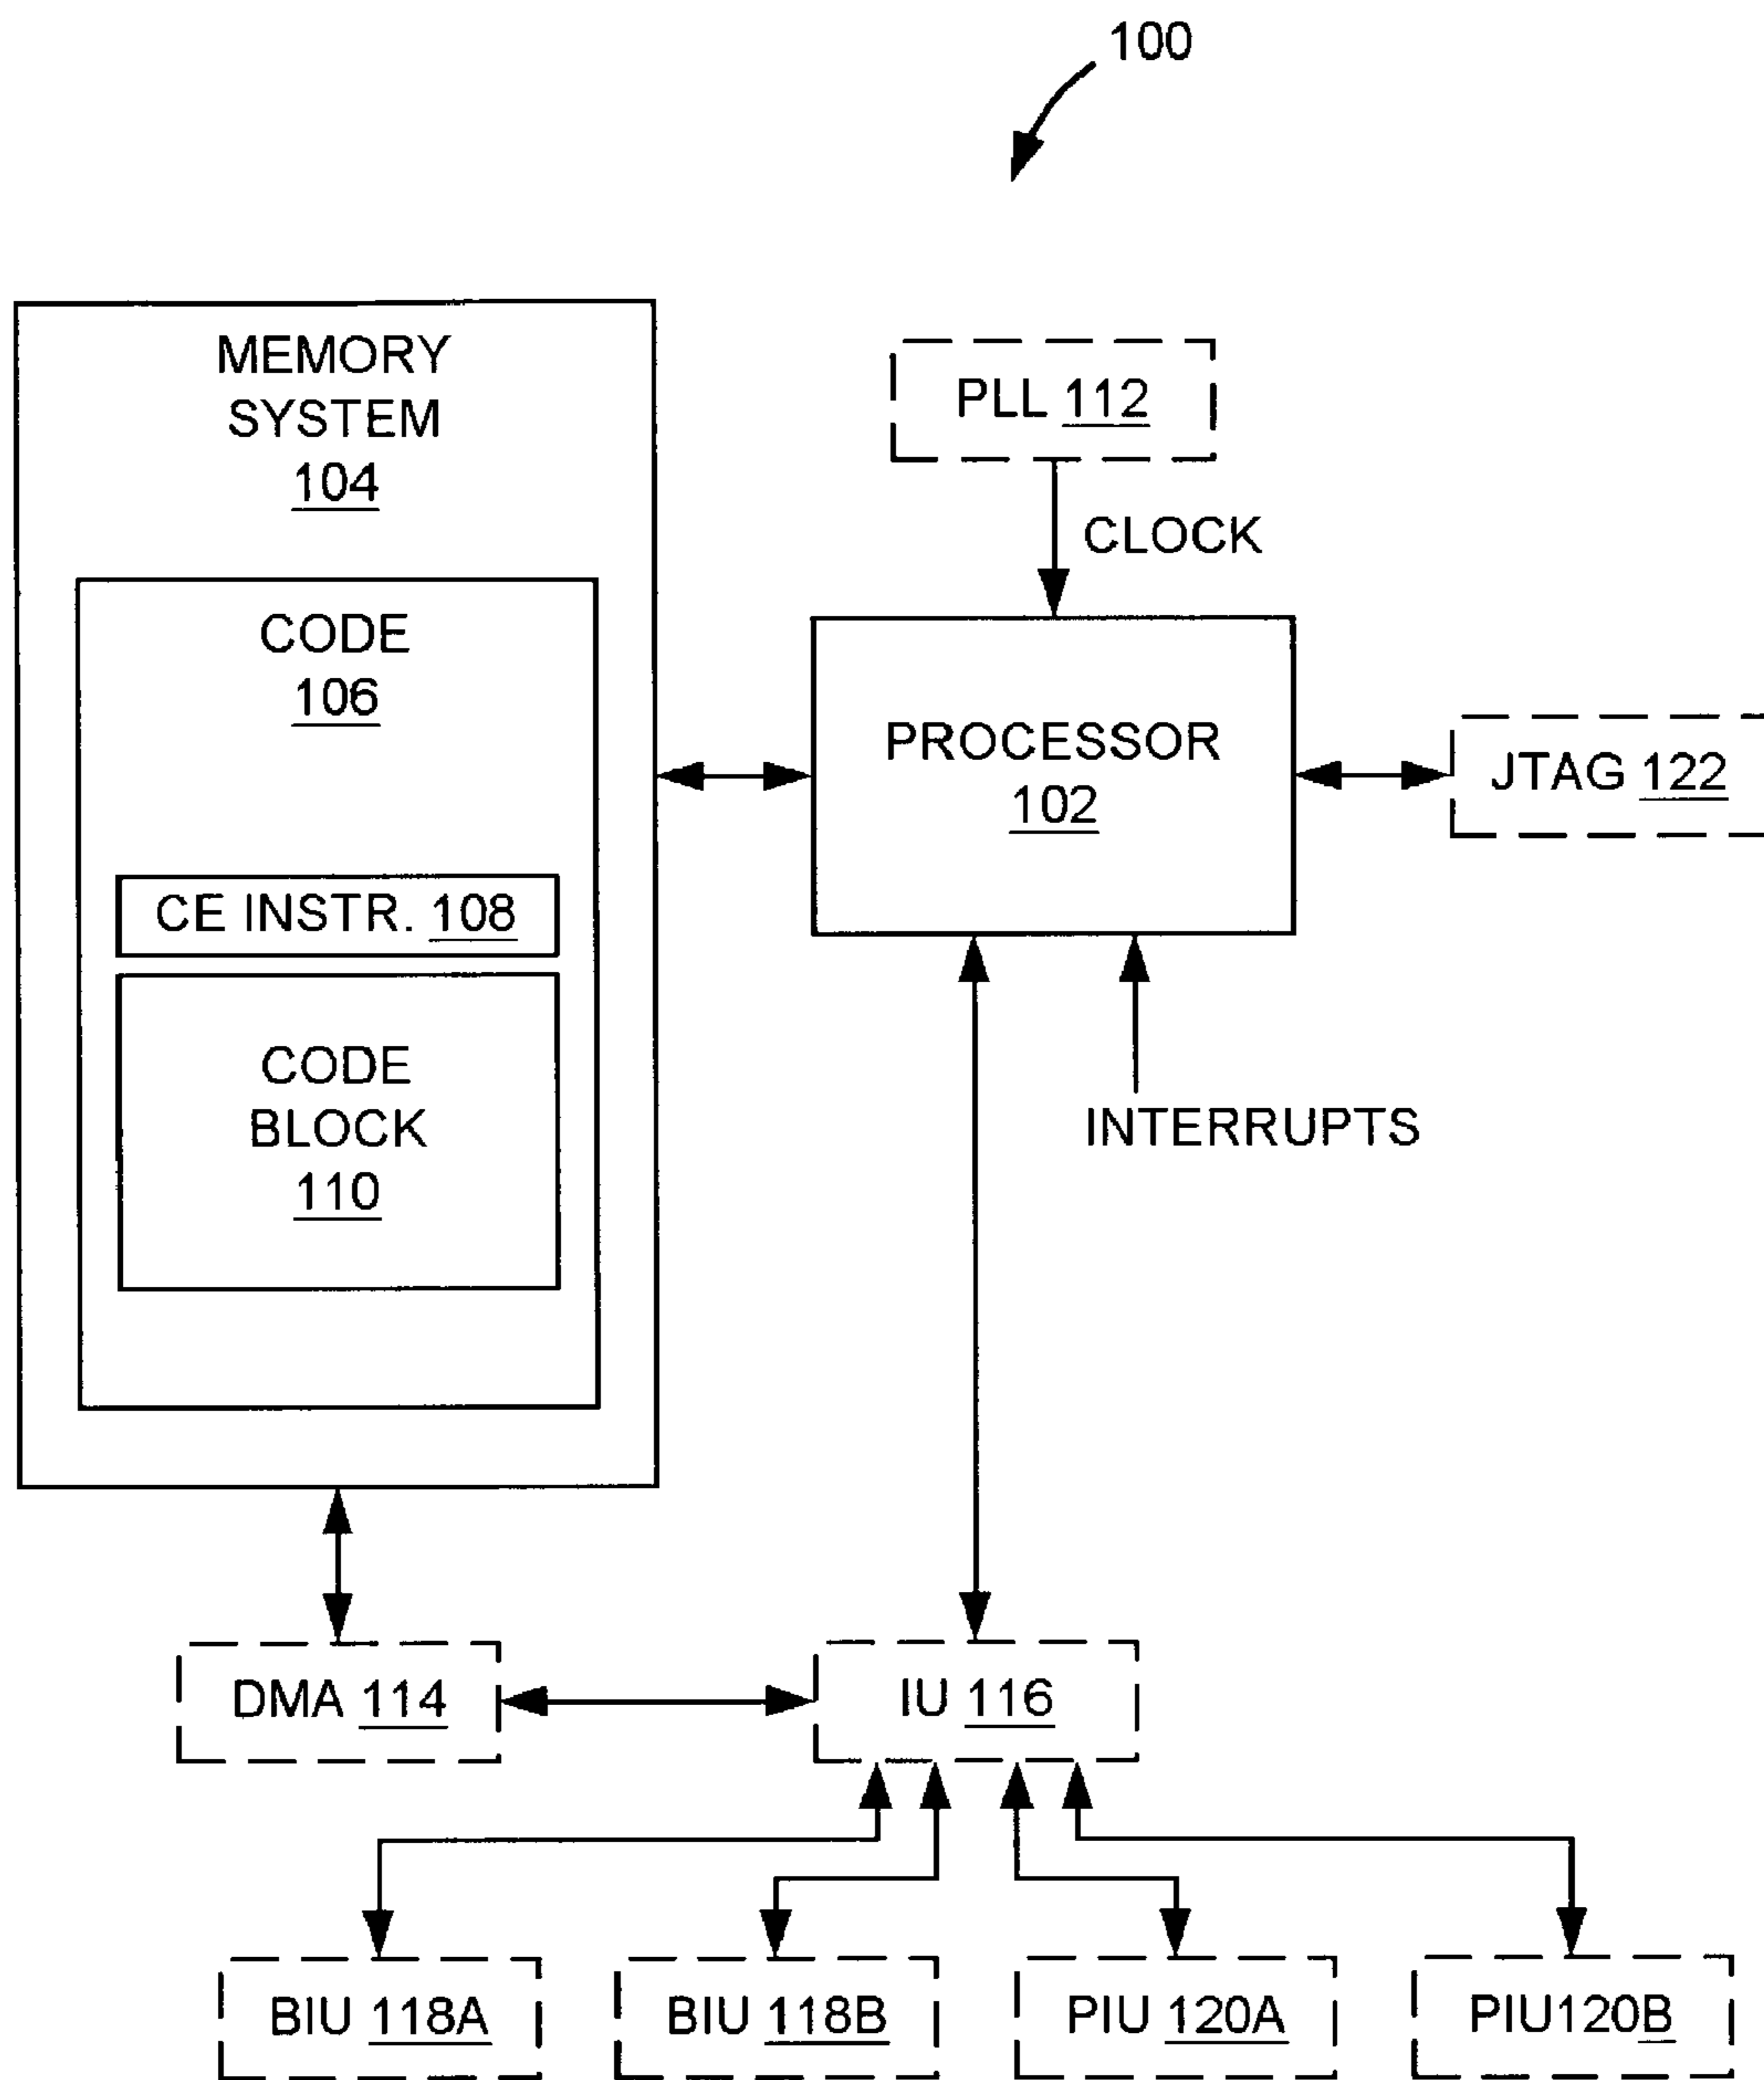 100
MEMORY
SYSTEM
104
PLL 112
CLOCK
CODE
106
PROCESSOR
102
JTAG 122
CE INSTR. 108
CODE
BLOCK
110
INTERRUPTS
DMA 114
IU 116
BIU 118A
BIU 118B
PIU 120A
PIU120B